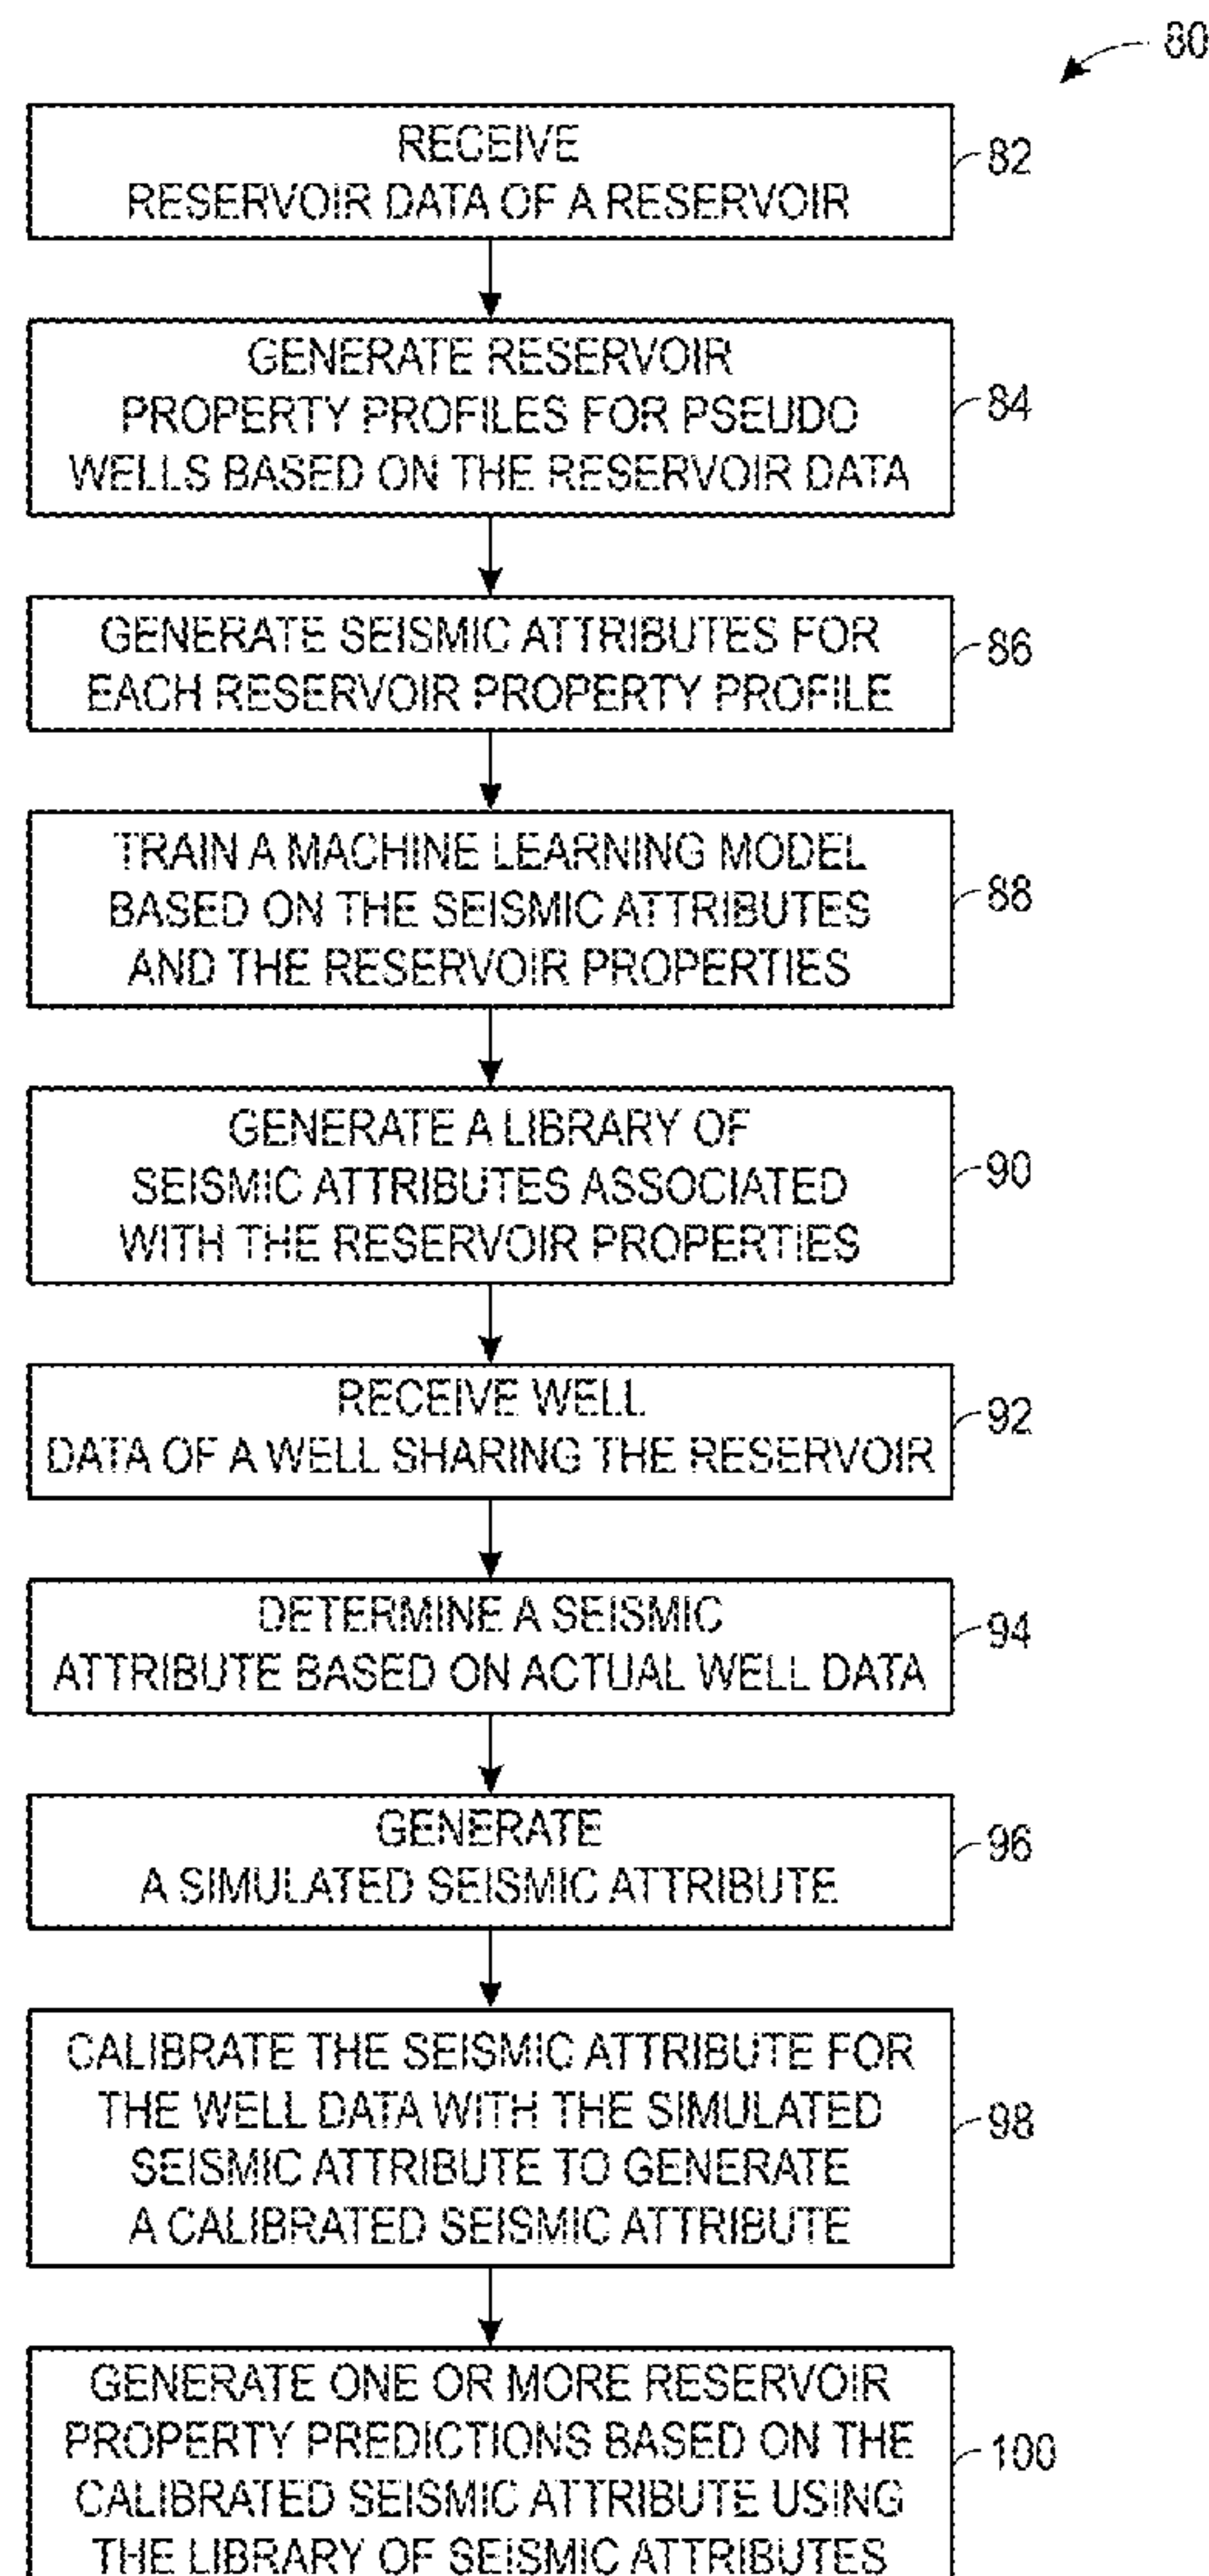 80
RECEIVE
RESERVOIR DATA OF A RESERVOIR
82
GENERATE RESERVOIR
PROPERTY PROFILES FOR PSEUDO
WELLS BASED ON THE RESERVOIR DATA
84
GENERATE SEISMIC ATTRIBUTES FOR
EACH RESERVOIR PROPERTY PROFILE
86
TRAIN A MACHINE LEARNING MODEL
BASED ON THE SEISMIC ATTRIBUTES
AND THE RESERVOIR PROPERTIES
88
GENERATE A LIBRARY OF
SEISMIC ATTRIBUTES ASSOCIATED
WITH THE RESERVOIR PROPERTIES
90
RECEIVE WELL
DATA OF A WELL SHARING THE RESERVOIR
92
DETERMINE A SEISMIC
ATTRIBUTE BASED ON ACTUAL WELL DATA
94
GENERATE
A SIMULATED SEISMIC ATTRIBUTE
96
CALIBRATE THE SEISMIC ATTRIBUTE FOR
THE WELL DATA WITH THE SIMULATED
SEISMIC ATTRIBUTE TO GENERATE
A CALIBRATED SEISMIC ATTRIBUTE
98
GENERATE ONE OR MORE RESERVOIR
PROPERTY PREDICTIONS BASED ON THE
CALIBRATED SEISMIC ATTRIBUTE USING
THE LIBRARY OF SEISMIC ATTRIBUTES
100